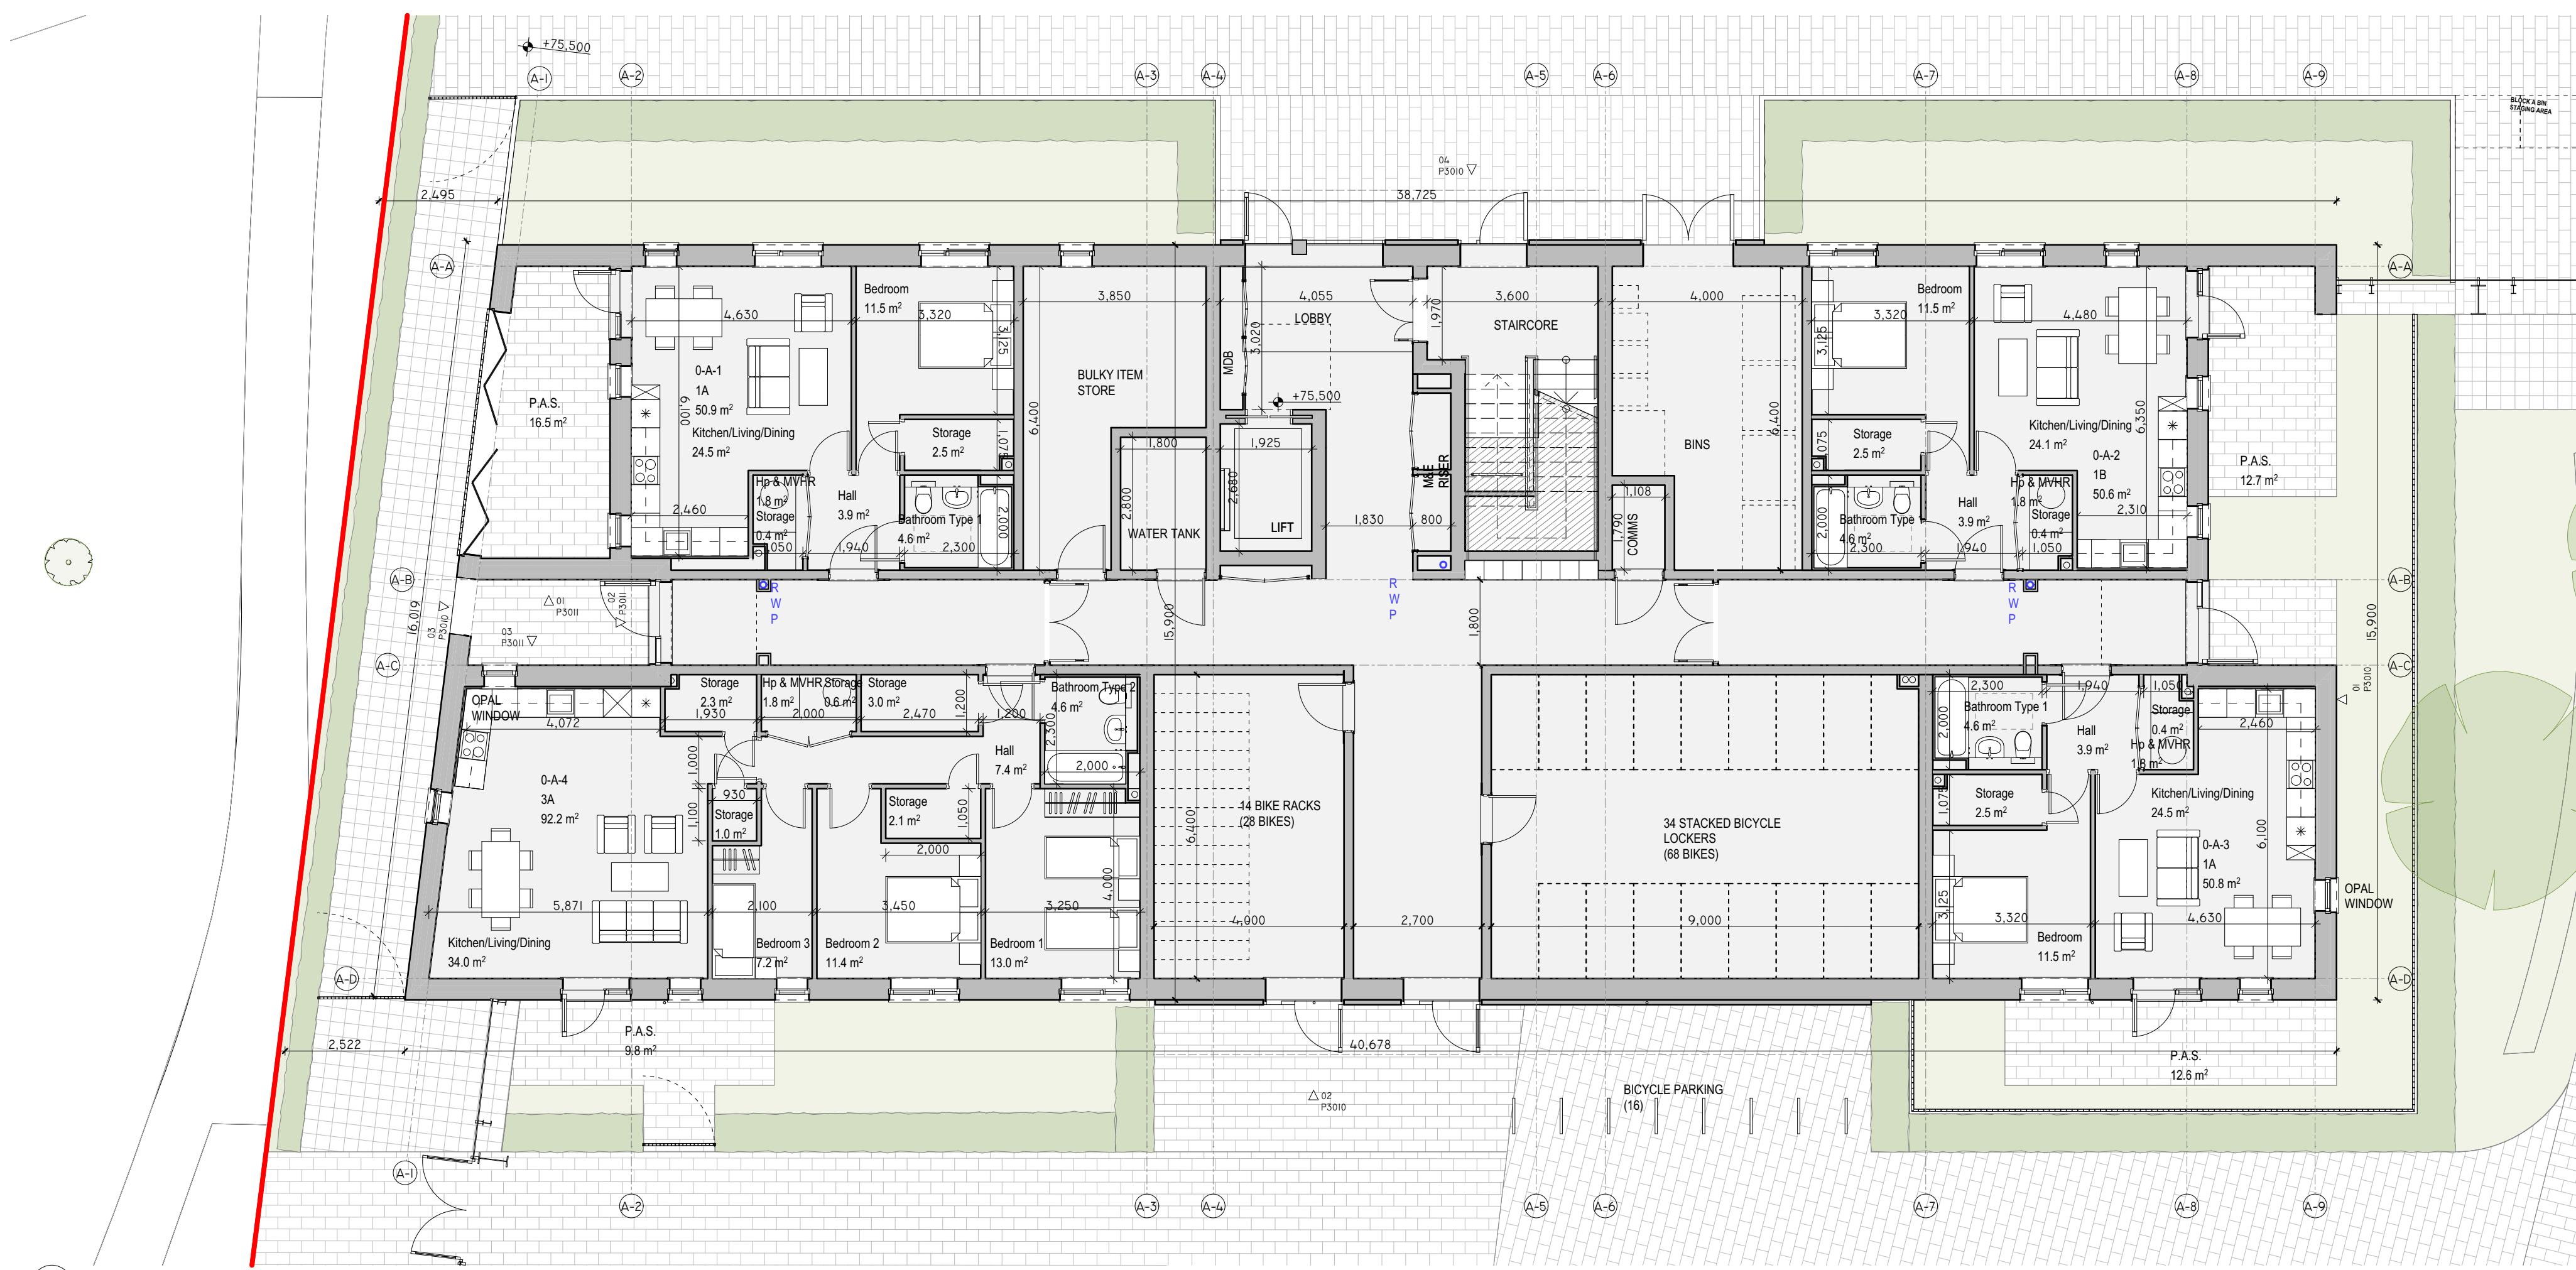 +75,500
A-1
A-2
A-3
A-4
A-5
A-6
A-7
A-8
A-9
BLOCK A BIN
STAGING AREA
04
P3010
2,495
38,725
A-A
A-A
Bedroom
11.5 m²
4,630
3,320
3,125
0-A-1
1A
50.9 m²
6,100
Kitchen/Living/Dining
24.5 m²
P.A.S.
16.5 m²
Storage
2.5 m²
1,075
Hp & MVHR
1.8 m²
Storage
0.4 m²
1,050
2,460
Hall
3.9 m²
1,940
Bathroom Type 1
4.6 m²
2,300
2,000
3,850
6,400
BULKY ITEM
STORE
1,800
2,800
WATER TANK
4,055
LOBBY
3,020
MDB
+75,500
1,925
2,680
LIFT
1,830
800
M&E
RISER
1,970
3,600
STAIRCORE
4,000
6,400
BINS
1,108
1,790
COMMS
Bedroom
11.5 m²
3,320
3,125
4,480
Kitchen/Living/Dining
24.1 m²
6,350
0-A-2
1B
50.6 m²
2,310
Storage
2.5 m²
1,075
Bathroom Type 1
4.6 m²
2,000
2,300
Hall
3.9 m²
1,940
Hp & MVHR
1.8 m²
Storage
0.4 m²
1,050
P.A.S.
12.7 m²
A-B
A-B
01
P3011
02
P3011
03
P3010
03
P3011
16,019
R
W
P
15,900
R
W
P
1,800
R
W
P
15,900
A-C
A-C
01
P3010
OPAL
WINDOW
4,072
Storage
2.3 m²
1,930
Hp & MVHR
1.8 m²
Storage
0.6 m²
2,000
Storage
3.0 m²
2,470
1,200
1,200
Bathroom Type 2
4.6 m²
2,300
2,000
Hall
7.4 m²
1,000
0-A-4
3A
92.2 m²
930
1,100
Storage
1.0 m²
Storage
2.1 m²
1,050
2,000
5,871
2,100
3,450
3,250
4,000
Kitchen/Living/Dining
34.0 m²
Bedroom 3
7.2 m²
Bedroom 2
11.4 m²
Bedroom 1
13.0 m²
14 BIKE RACKS
(28 BIKES)
6,400
4,000
2,700
34 STACKED BICYCLE
LOCKERS
(68 BIKES)
9,000
2,300
1,940
1,050
Bathroom Type 1
4.6 m²
2,000
Hall
3.9 m²
Storage
0.4 m²
Hp & MVHR
1.8 m²
2,460
Storage
2.5 m²
1,075
Kitchen/Living/Dining
24.5 m²
0-A-3
1A
50.8 m²
6,100
3,125
3,320
4,630
Bedroom
11.5 m²
OPAL
WINDOW
A-D
A-D
P.A.S.
9.8 m²
2,522
40,678
02
P3010
BICYCLE PARKING
(16)
P.A.S.
12.6 m²
A-1
A-2
A-3
A-4
A-5
A-6
A-7
A-8
A-9